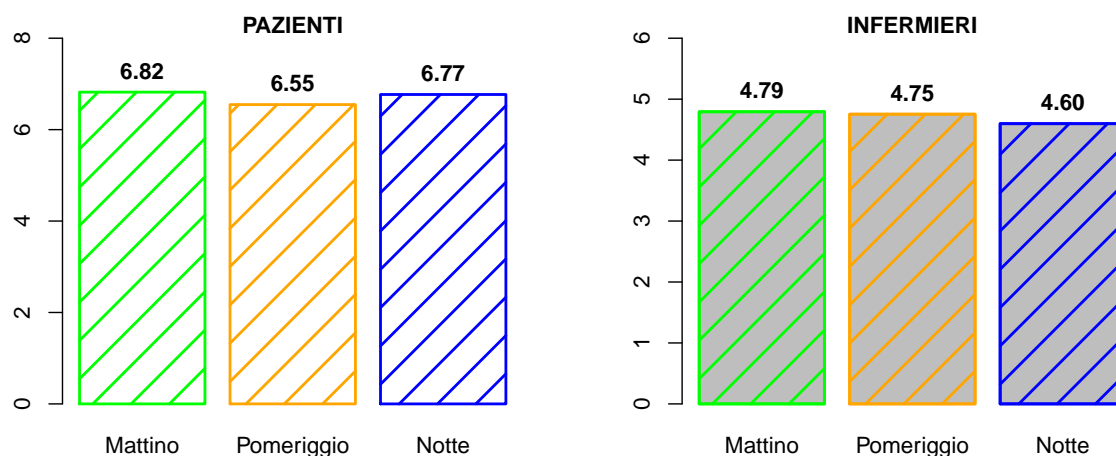 PAZIENTI
8
6
4
2
0
6.82
6.55
6.77
Mattino
Pomeriggio
Notte
INFERMIERI
6
5
4
3
2
1
0
4.79
4.75
4.60
Mattino
Pomeriggio
Notte